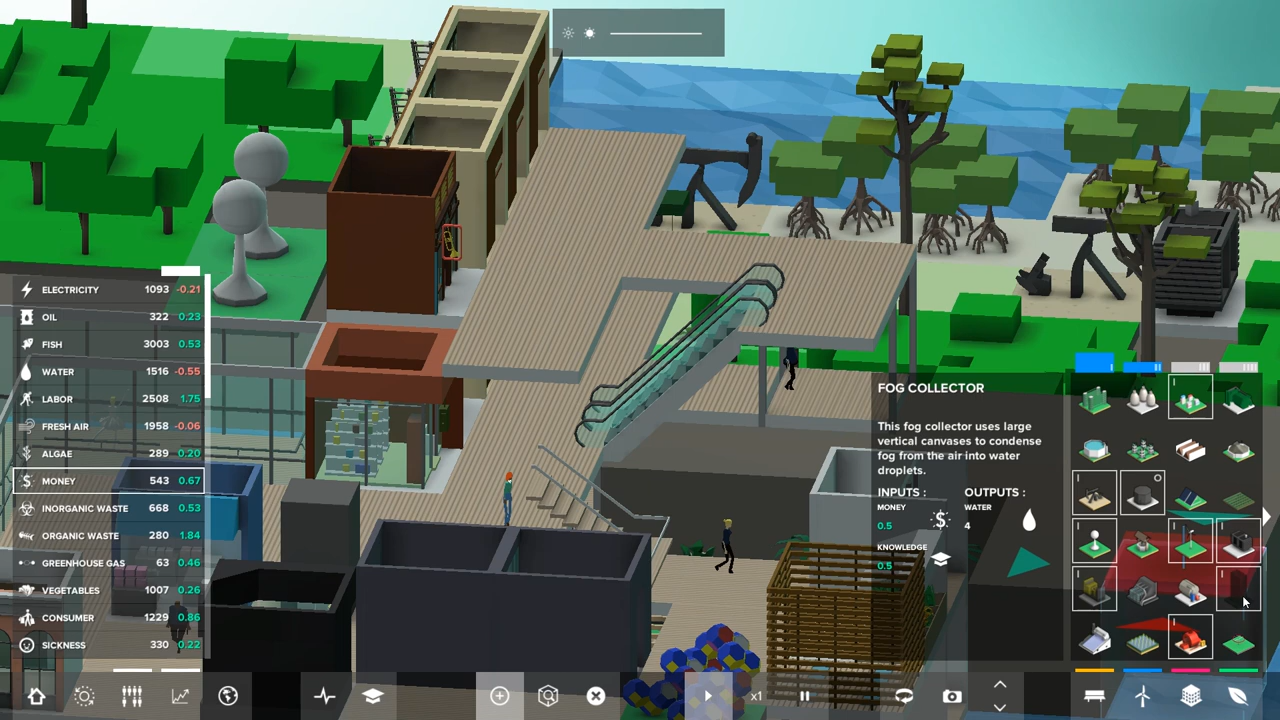 ELECTRICITY 1093 -0.21
OIL 322 0.23
FISH 3003 0.53
WATER 1516 -0.55
LABOR 2508 1.75
FRESH AIR 1958 -0.06
ALGAE 289 0.20
MONEY 543 0.67
INORGANIC WASTE 668 0.53
ORGANIC WASTE 280 1.84
GREENHOUSE GAS 63 0.46
VEGETABLES 1007 0.26
CONSUMER 1229 0.86
SICKNESS 330 0.22
FOG COLLECTOR
This fog collector uses large
vertical canvases to condense
fog from the air into water
droplets.
INPUTS : OUTPUTS :
MONEY WATER
0.5 4
KNOWLEDGE
0.5
x1